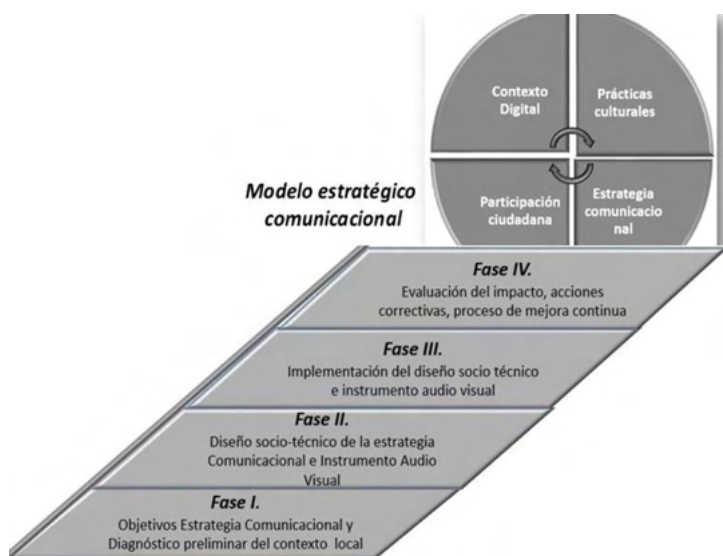 Contexto
Digital
Prácticas
culturales
Participación
ciudadana
Estrategia
comunicacio
nal
Modelo estratégico
comunicacional
Fase IV.
Evaluación del impacto, acciones
correctivas, proceso de mejora continua
Fase III.
Implementación del diseño socio técnico
e instrumento audio visual
Fase II.
Diseño socio-técnico de la estrategia
Comunicacional e Instrumento Audio
Visual
Fase I.
Objetivos Estrategia Comunicacional y
Diagnóstico preliminar del contexto local